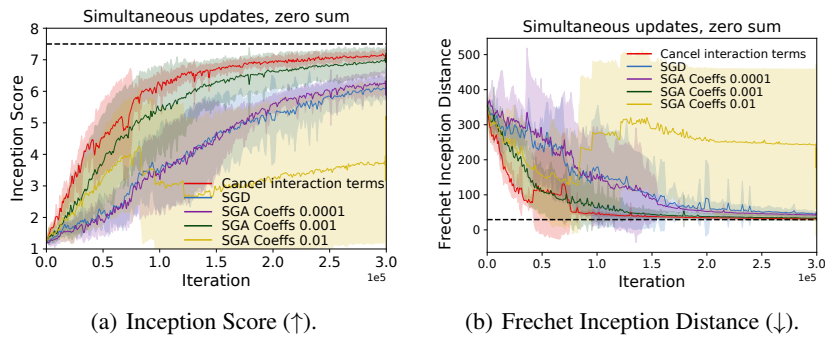 Simultaneous updates, zero sum
8
7
6
5
4
3
2
1
Inception Score
Cancel interaction terms
SGD
SGA Coeffs 0.0001
SGA Coeffs 0.001
SGA Coeffs 0.01
0.0 0.5 1.0 1.5 2.0 2.5 3.0
1e5
Iteration
(a) Inception Score (↑).
Simultaneous updates, zero sum
500
400
300
200
100
0
Frechet Inception Distance
Cancel interaction terms
SGD
SGA Coeffs 0.0001
SGA Coeffs 0.001
SGA Coeffs 0.01
0.0 0.5 1.0 1.5 2.0 2.5 3.0
1e5
Iteration
(b) Frechet Inception Distance (↓).